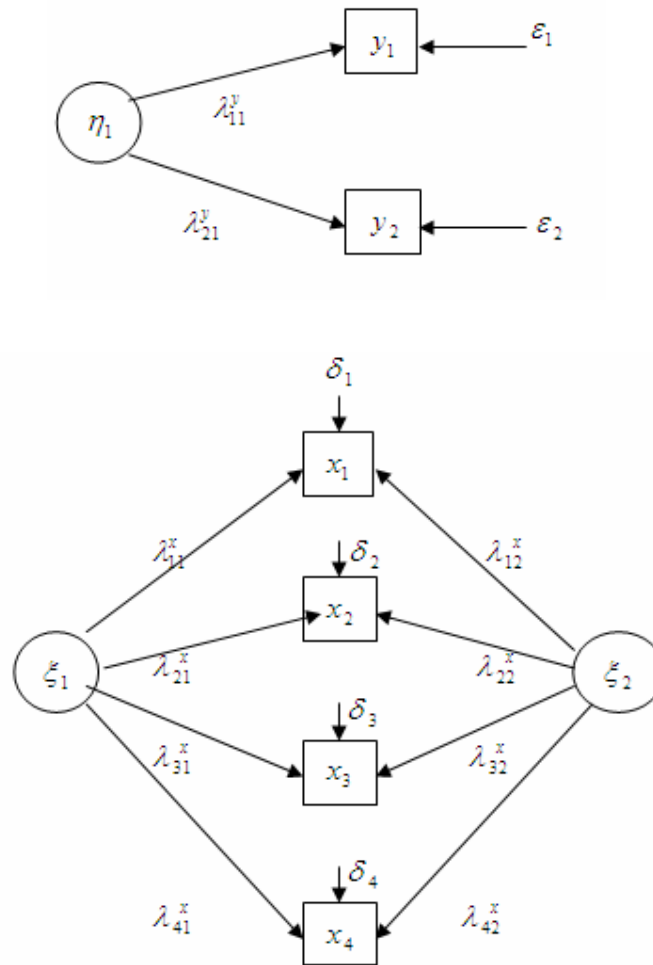 y₁
ε₁
η₁
λ₁₁ʸ
λ₂₁ʸ
y₂
ε₂
δ₁
x₁
λ₁₁ˣ
δ₂
λ₁₂ˣ
x₂
ξ₁
λ₂₁ˣ
λ₂₂ˣ
ξ₂
δ₃
λ₃₁ˣ
x₃
λ₃₂ˣ
δ₄
λ₄₁ˣ
x₄
λ₄₂ˣ